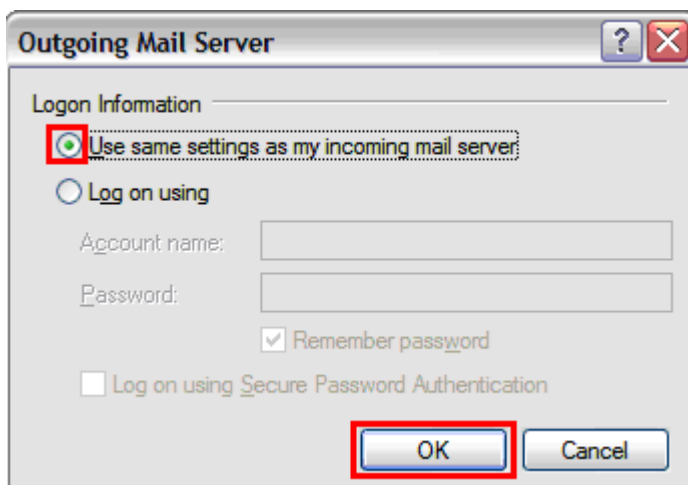 Outgoing Mail Server
?
Logon Information
Use same settings as my incoming mail server
Log on using
Account name:
Password:
Remember password
Log on using Secure Password Authentication
OK Cancel